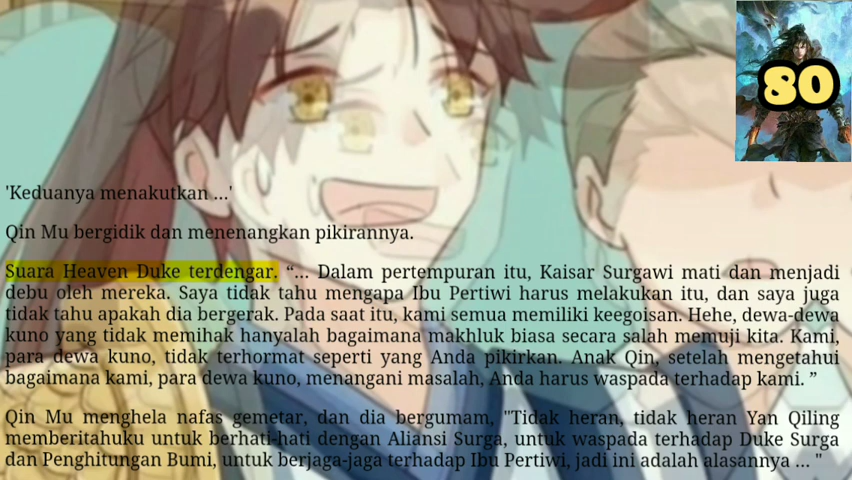 80
'Keduanya menakutkan ...'
Qin Mu bergidik dan menenangkan pikirannya.
Suara Heaven Duke terdengar. “... Dalam pertempuran itu, Kaisar Surgawi mati dan menjadi
debu oleh mereka. Saya tidak tahu mengapa Ibu Pertiwi harus melakukan itu, dan saya juga
tidak tahu apakah dia bergerak. Pada saat itu, kami semua memiliki keegoisan. Hehe, dewa-dewa
kuno yang tidak memihak hanyalah bagaimana makhluk biasa secara salah memuji kita. Kami,
para dewa kuno, tidak terhormat seperti yang Anda pikirkan. Anak Qin, setelah mengetahui
bagaimana kami, para dewa kuno, menangani masalah, Anda harus waspada terhadap kami. ”
Qin Mu menghela nafas gemetar, dan dia bergumam, "Tidak heran, tidak heran Yan Qiling
memberitahuku untuk berhati-hati dengan Aliansi Surga, untuk waspada terhadap Duke Surga
dan Penghitungan Bumi, untuk berjaga-jaga terhadap Ibu Pertiwi, jadi ini adalah alasannya ... "